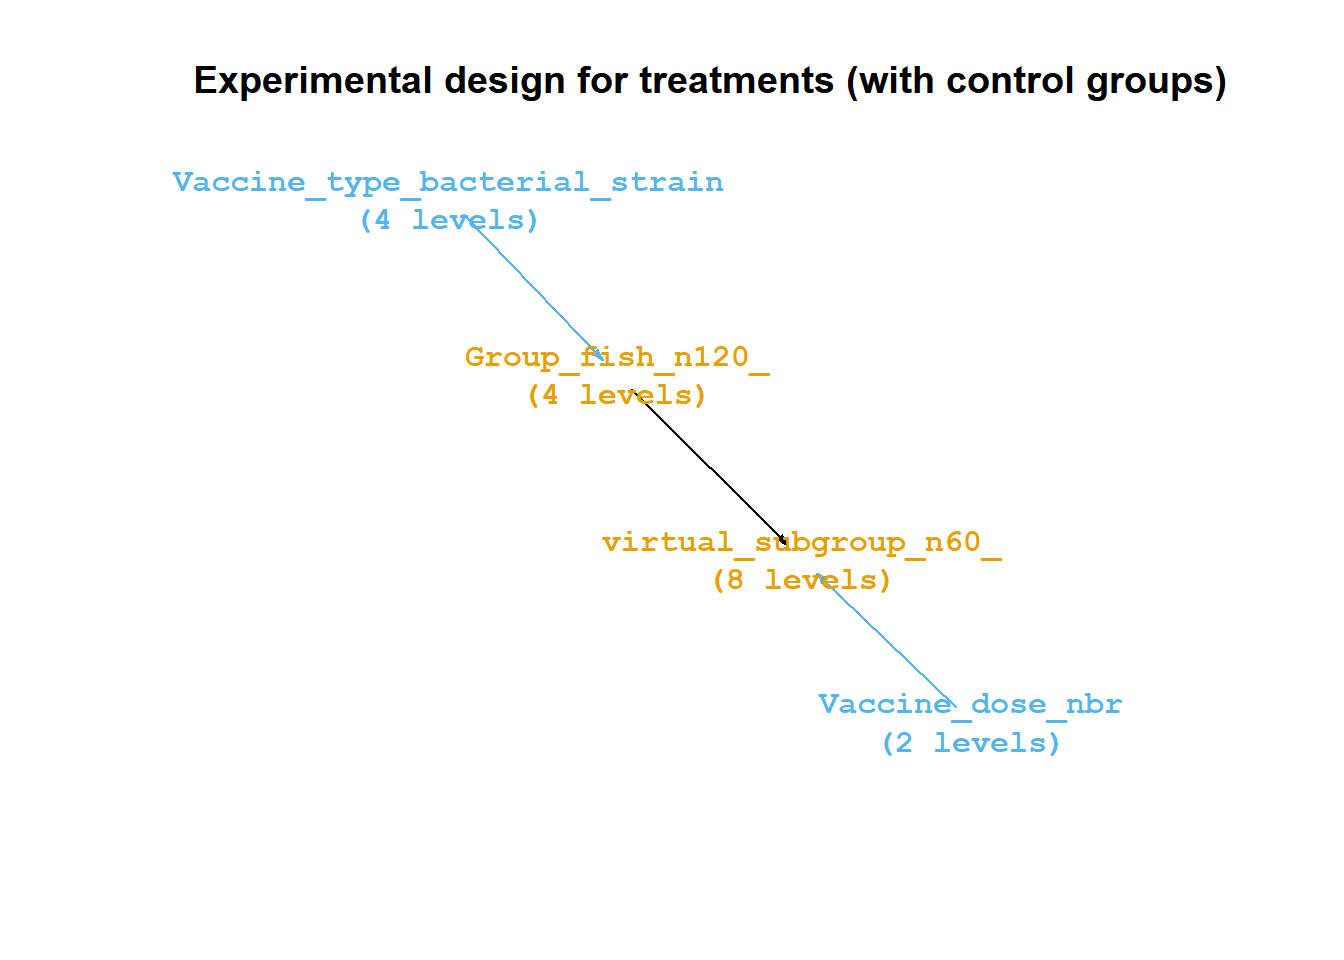 Experimental design for treatments (with control groups)
Vaccine_type_bacterial_strain
(4 levels)
Group_fish_n120_
(4 levels)
virtual_subgroup_n60_
(8 levels)
Vaccine_dose_nbr
(2 levels)